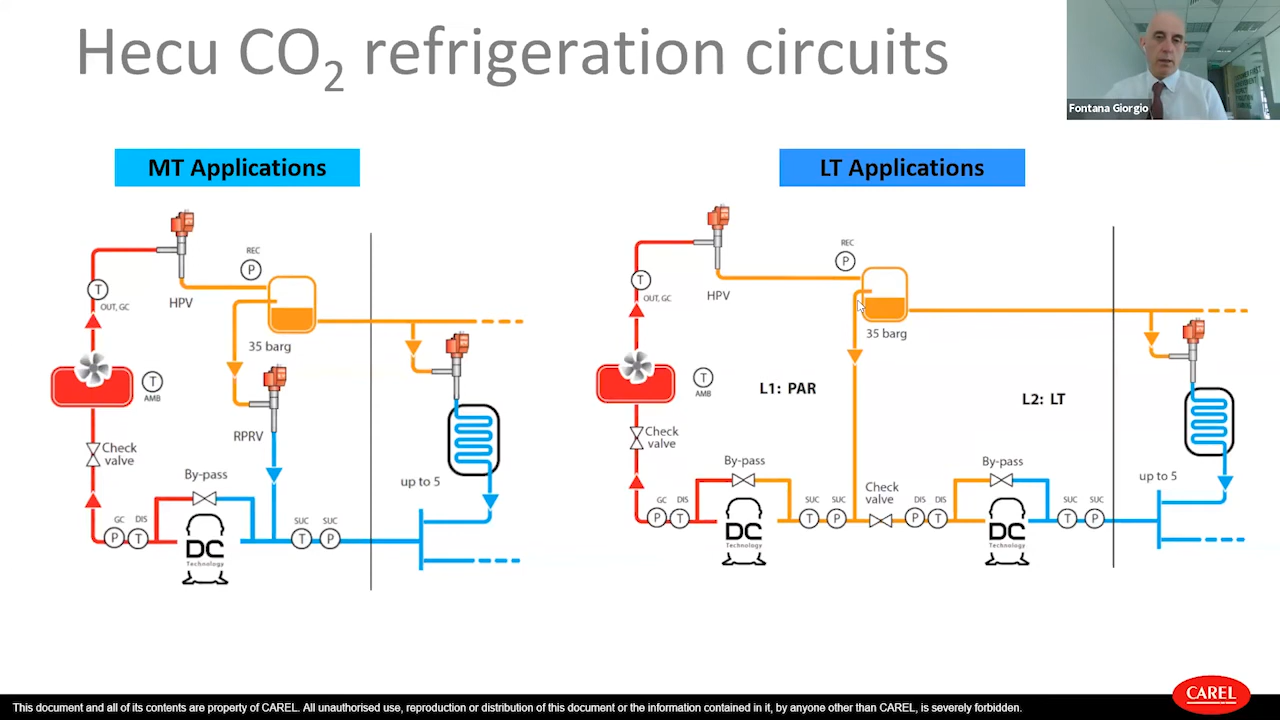 Hecu CO2 refrigeration circuits
Fontana Giorgio
MT Applications
HPV
REC
P
T
OUT, GC
35 barg
T
AMB
RPRV
Check
valve
By-pass
up to 5
GC DIS
P T
DC
Technology
SUC SUC
T P
LT Applications
HPV
REC
P
T
OUT, GC
35 barg
T
AMB
L1: PAR
L2: LT
Check
valve
By-pass
Check
valve
By-pass
up to 5
GC DIS
P T
DC
Technology
SUC SUC
T P
DIS DIS
P T
DC
Technology
SUC SUC
T P
CAREL
This document and all of its contents are property of CAREL. All unauthorised use, reproduction or distribution of this document or the information contained in it, by anyone other than CAREL, is severely forbidden.